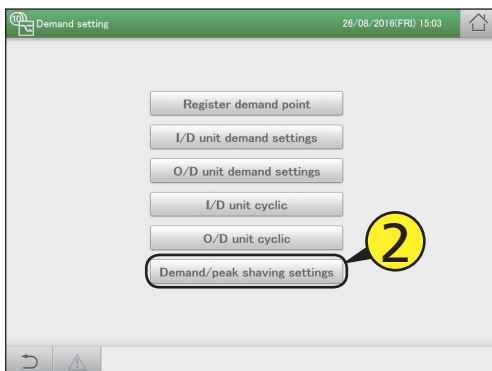 Demand setting 26/08/2016(FRI) 15:03
Register demand point
I/D unit demand settings
O/D unit demand settings
I/D unit cyclic
O/D unit cyclic
Demand/peak shaving settings
2